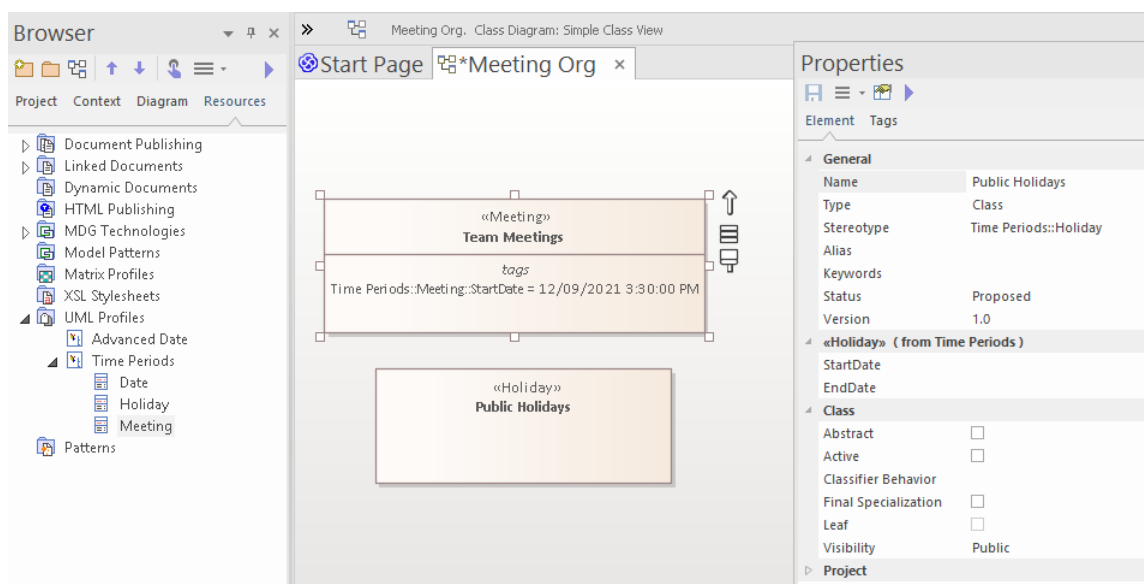 Browser
Project Context Diagram Resources
Document Publishing
Linked Documents
Dynamic Documents
HTML Publishing
MDG Technologies
Model Patterns
Matrix Profiles
XSL Stylesheets
UML Profiles
Advanced Date
Time Periods
Date
Holiday
Meeting
Patterns
Meeting Org. Class Diagram: Simple Class View
Start Page *Meeting Org ×
«Meeting»
Team Meetings
tags
Time Periods::Meeting::StartDate = 12/09/2021 3:30:00 PM
«Holiday»
Public Holidays
Properties
Element Tags
General
Name Public Holidays
Type Class
Stereotype Time Periods::Holiday
Alias
Keywords
Status Proposed
Version 1.0
«Holiday» ( from Time Periods )
StartDate
EndDate
Class
Abstract
Active
Classifier Behavior
Final Specialization
Leaf
Visibility Public
Project